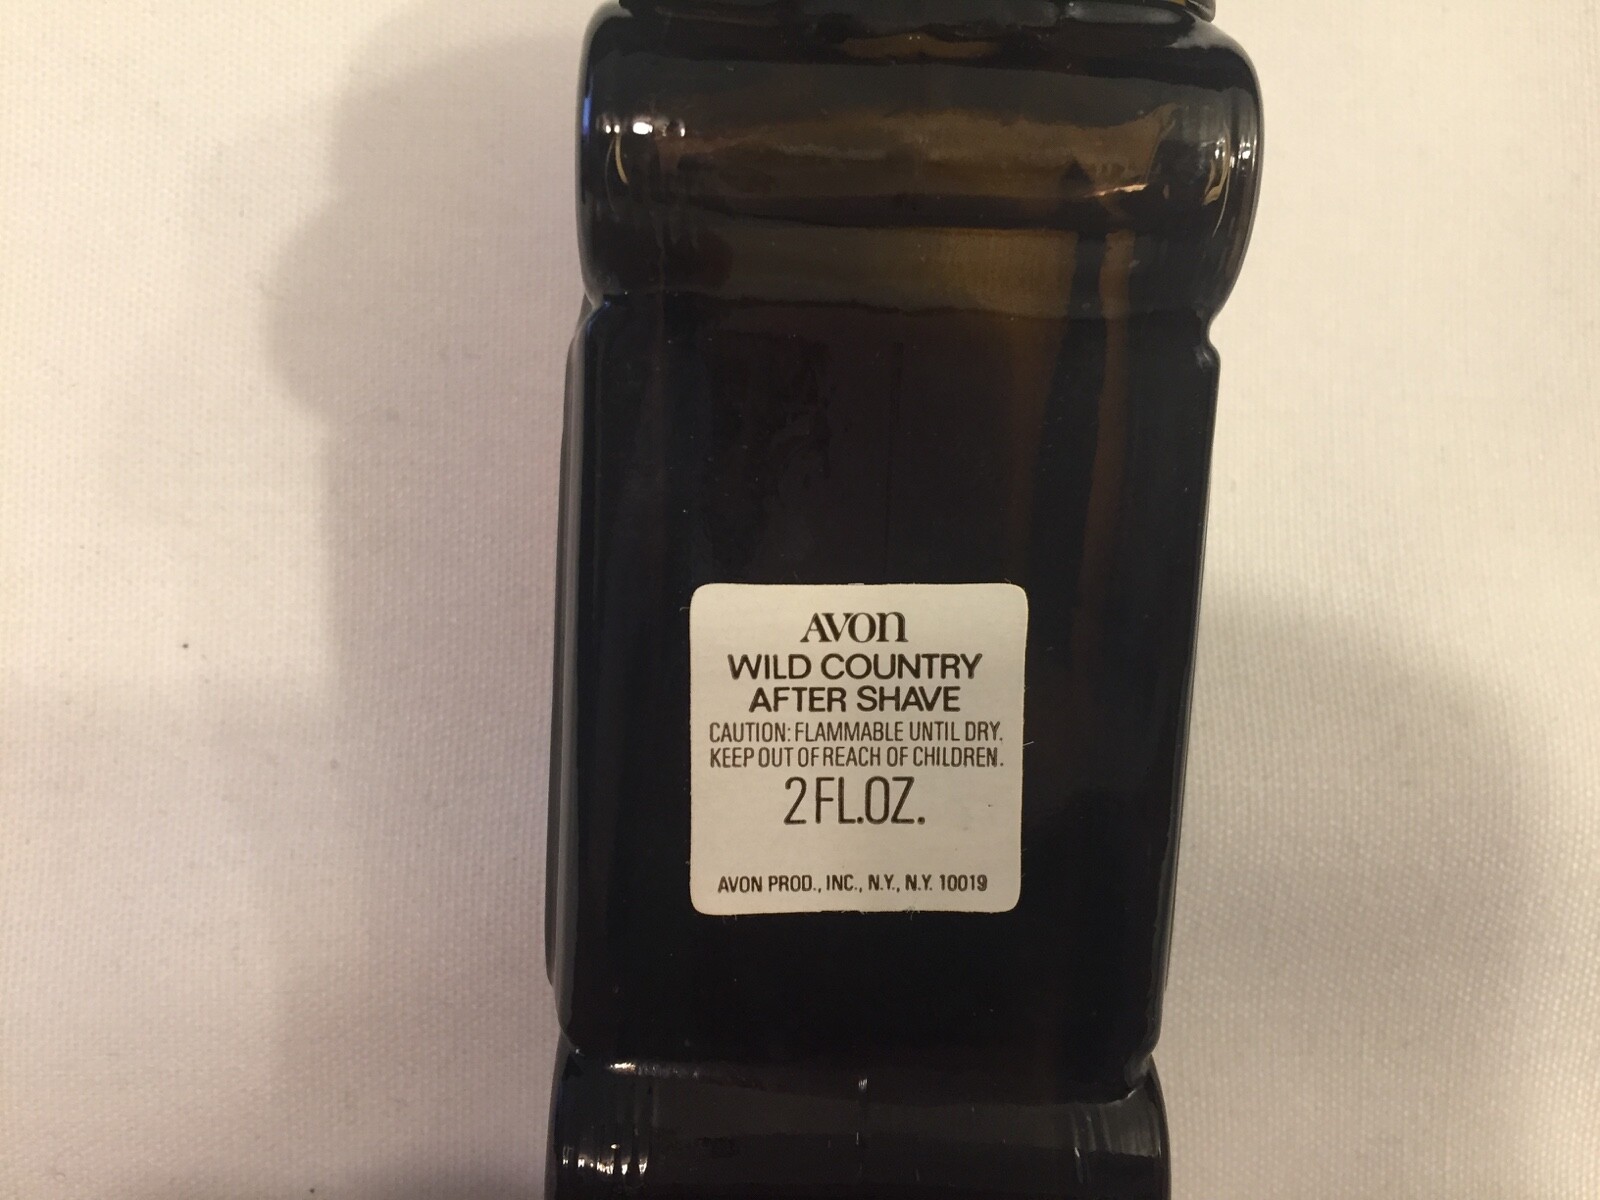 AVON
WILD COUNTRY
AFTER SHAVE
CAUTION: FLAMMABLE UNTIL DRY.
KEEP OUT OF REACH OF CHILDREN.
2 FL.OZ.
AVON PROD., INC., N.Y., N.Y. 10019